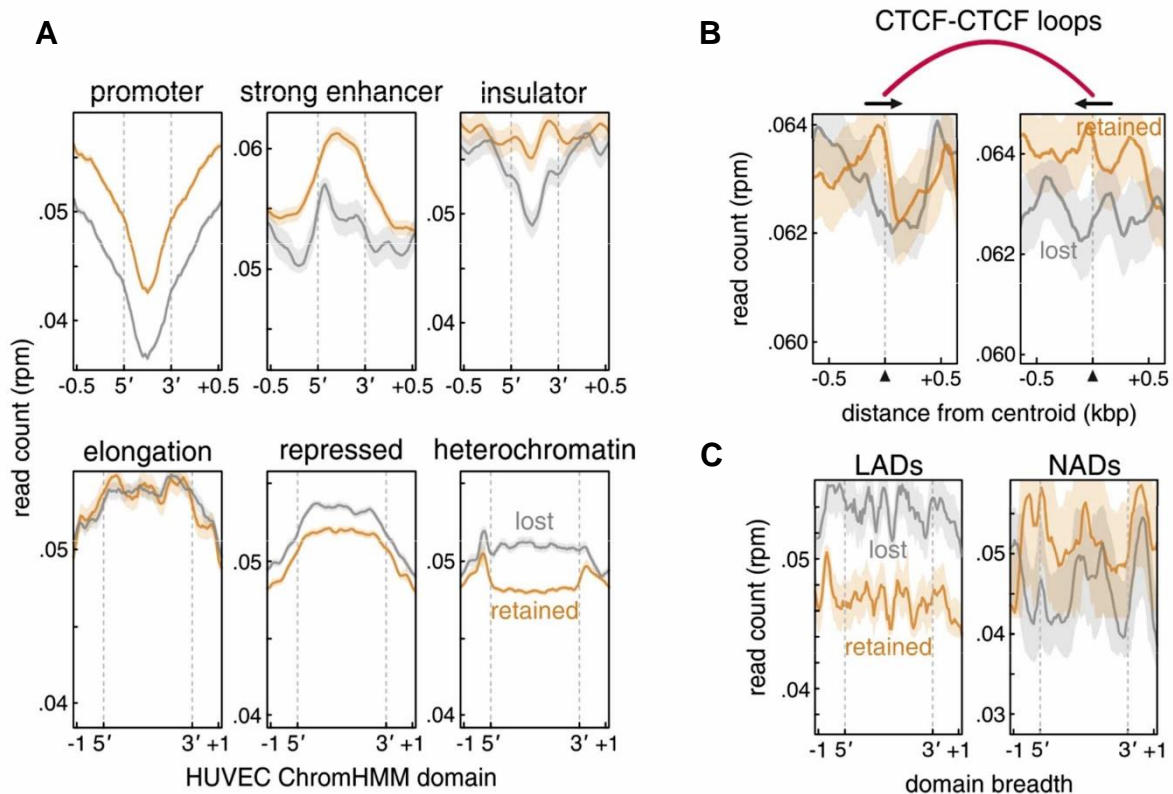 A
promoter
strong enhancer
insulator
.05
.04
-0.5 5′ 3′ +0.5
.06
.05
-0.5 5′ 3′ +0.5
.05
.04
-0.5 5′ 3′ +0.5
read count (rpm)
elongation
repressed
heterochromatin
.05
.04
-1 5′ 3′ +1
.05
.04
-1 5′ 3′ +1
lost
retained
.05
.04
-1 5′ 3′ +1
HUVEC ChromHMM domain
B
CTCF-CTCF loops
read count (rpm)
.064
.062
.060
-0.5 +0.5
retained
lost
.064
.062
.060
-0.5 +0.5
distance from centroid (kbp)
C
LADs
NADs
read count (rpm)
.05
.04
lost
retained
-1 5′ 3′ +1
.05
.04
.03
-1 5′ 3′ +1
domain breadth